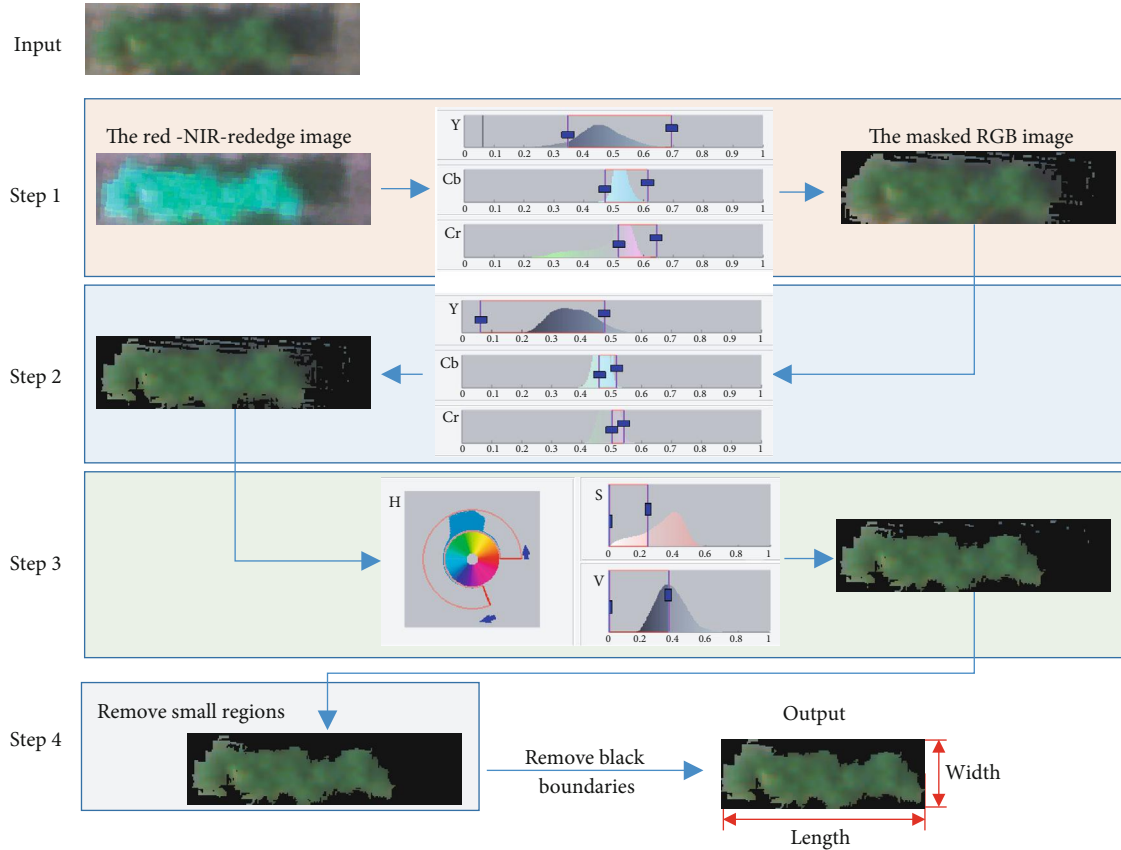 Input
Step 1
The red -NIR-rededge image
Y
0 0.1 0.2 0.3 0.4 0.5 0.6 0.7 0.8 0.9 1
Cb
0 0.1 0.2 0.3 0.4 0.5 0.6 0.7 0.8 0.9 1
Cr
0 0.1 0.2 0.3 0.4 0.5 0.6 0.7 0.8 0.9 1
The masked RGB image
Step 2
Y
0 0.1 0.2 0.3 0.4 0.5 0.6 0.7 0.8 0.9 1
Cb
0 0.1 0.2 0.3 0.4 0.5 0.6 0.7 0.8 0.9 1
Cr
0 0.1 0.2 0.3 0.4 0.5 0.6 0.7 0.8 0.9 1
Step 3
H
S
0 0.2 0.4 0.6 0.8 1
V
0 0.2 0.4 0.6 0.8 1
Step 4
Remove small regions
Remove black
boundaries
Output
Width
Length